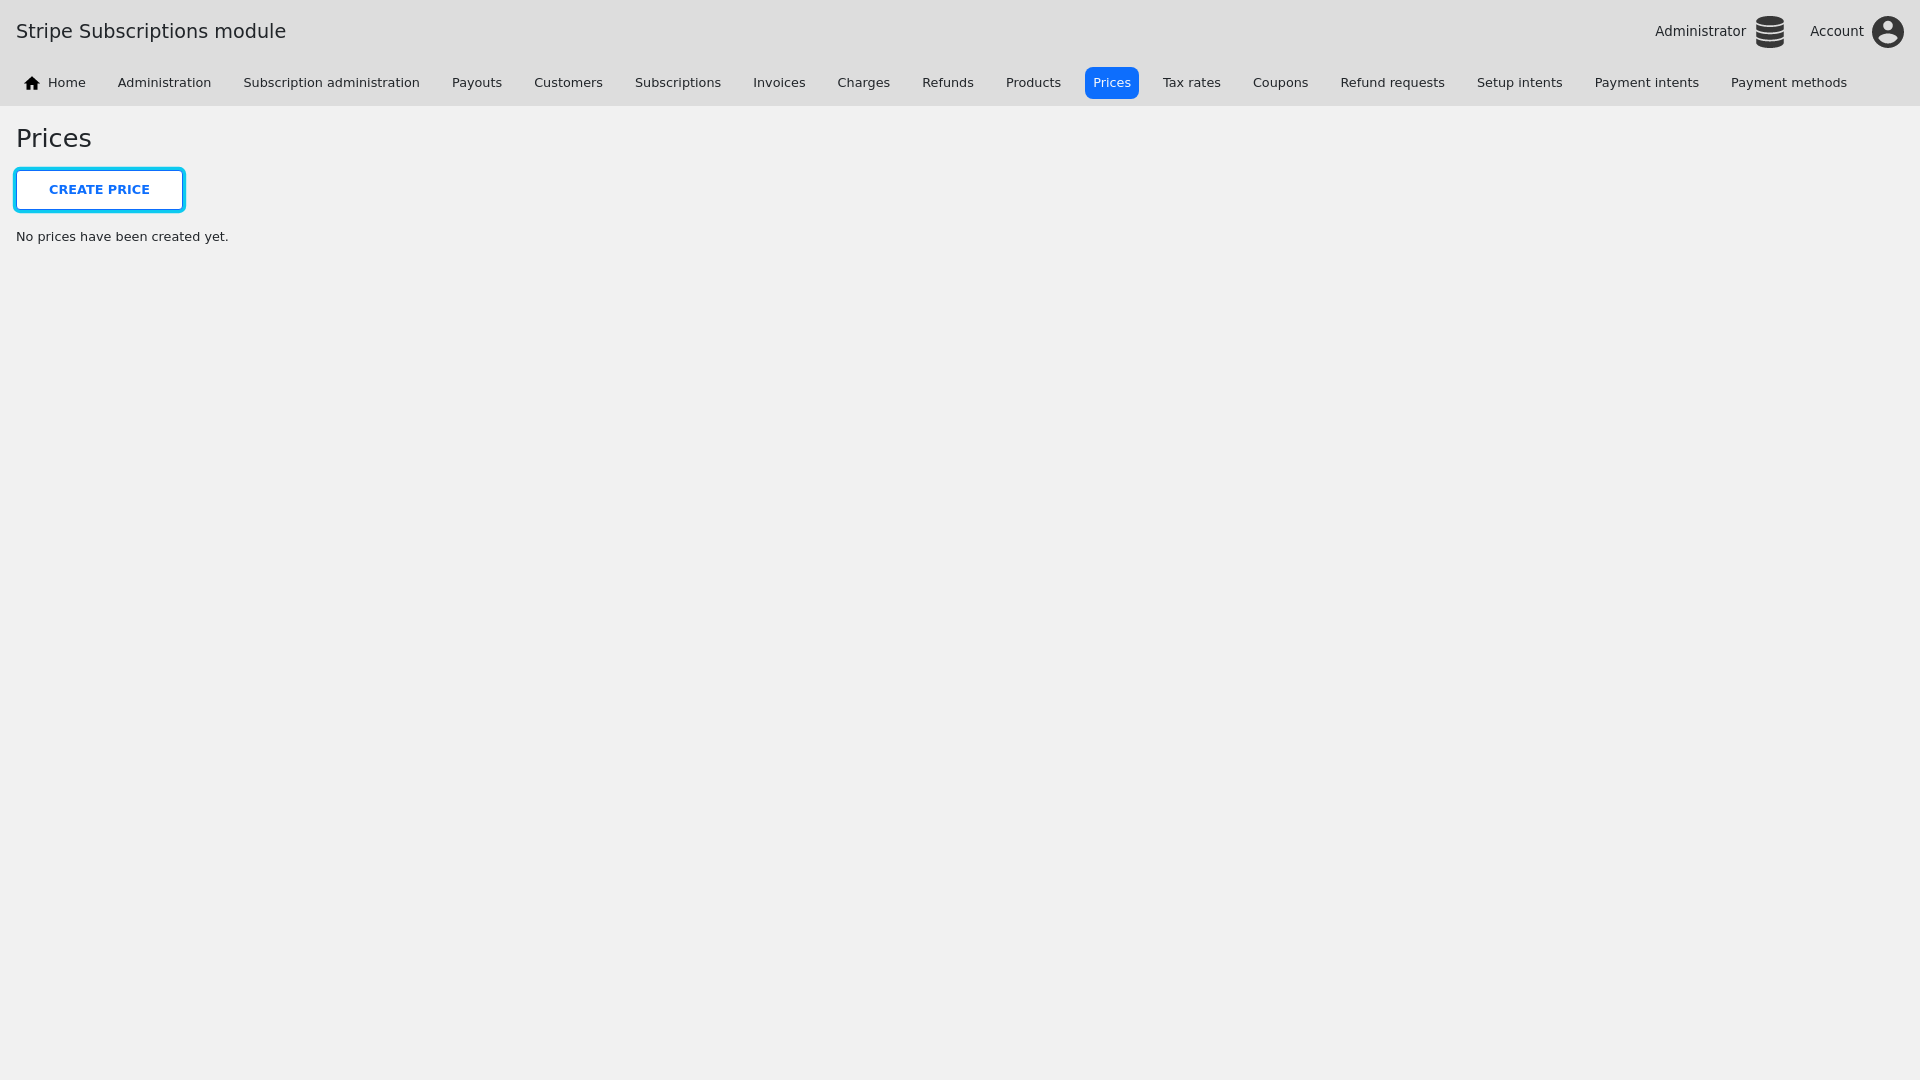 Stripe Subscriptions module
Administrator Account
Home Administration Subscription administration Payouts Customers Subscriptions Invoices Charges Refunds Products Prices Tax rates Coupons Refund requests Setup intents Payment intents Payment methods
Prices
CREATE PRICE
No prices have been created yet.